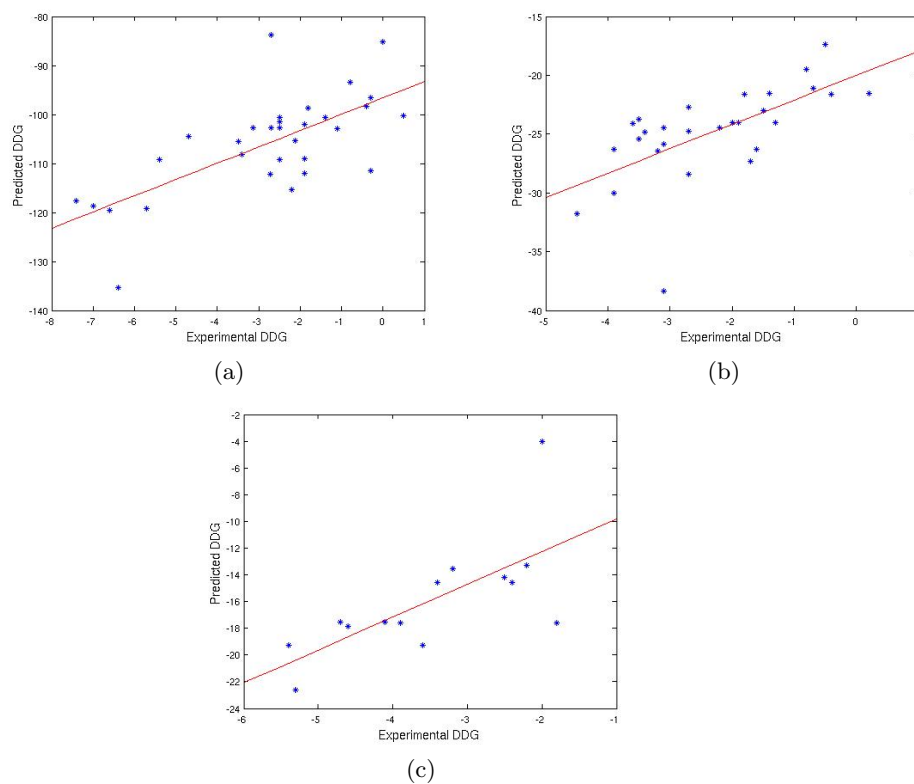 -80
-90
-100
-110
-120
-130
-140
Predicted DDG
-8 -7 -6 -5 -4 -3 -2 -1 0 1
Experimental DDG
(a)
-15
-20
-25
-30
-35
-40
Predicted DDG
-5 -4 -3 -2 -1 0
Experimental DDG
(b)
-2
-4
-6
-8
-10
-12
-14
-16
-18
-20
-22
-24
Predicted DDG
-6 -5 -4 -3 -2 -1
Experimental DDG
(c)